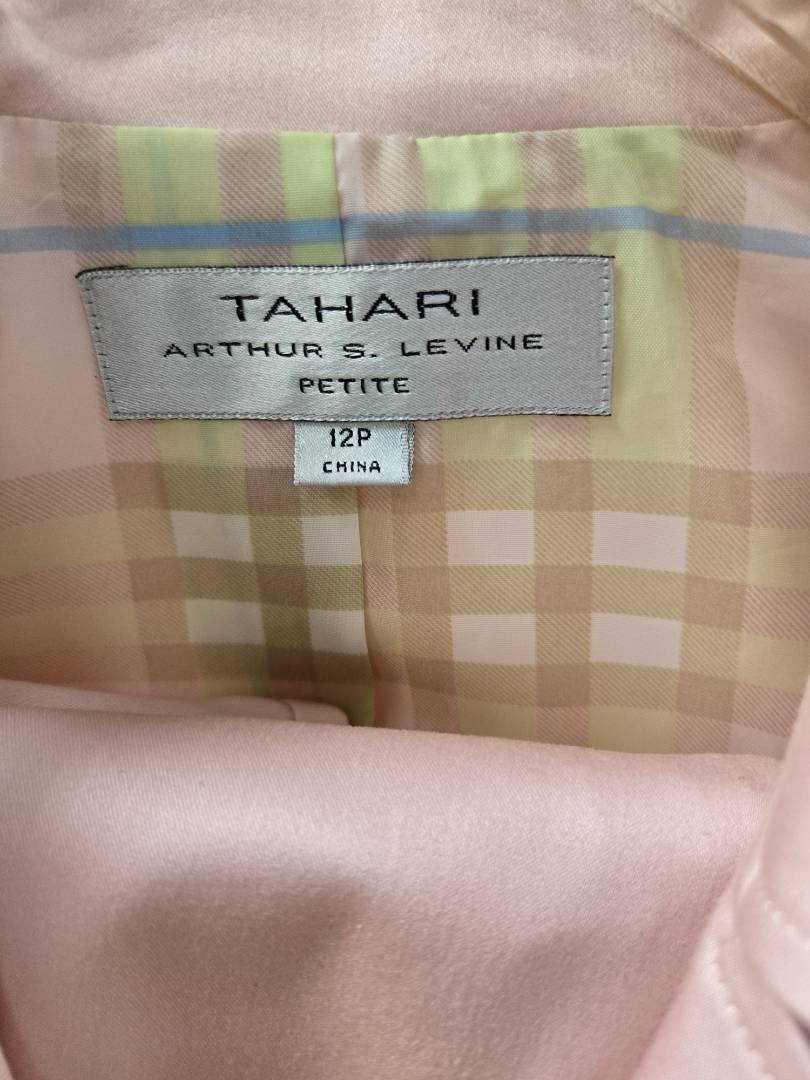 TAHARI
ARTHUR S. LEVINE
PETITE
12P
CHINA